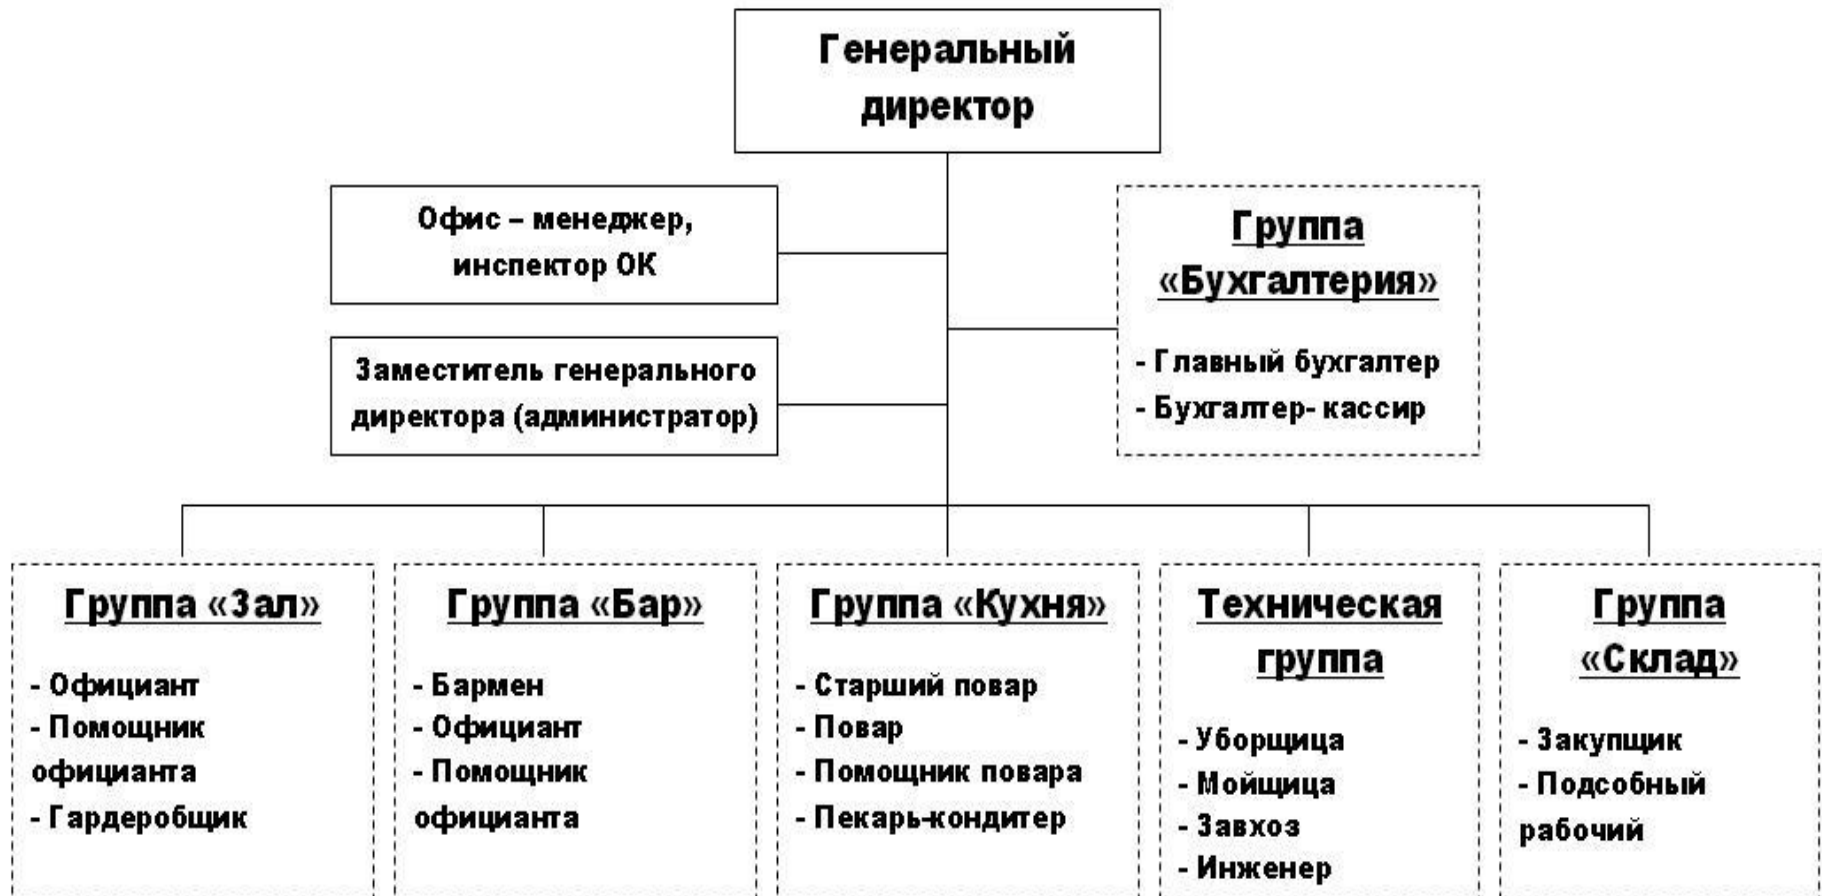 Генеральный
директор
Офис – менеджер,
инспектор ОК
Группа
«Бухгалтерия»
- Главный бухгалтер
- Бухгалтер- кассир
Заместитель генерального
директора (администратор)
Группа «Зал»
- Официант
- Помощник
официанта
- Гардеробщик
Группа «Бар»
- Бармен
- Официант
- Помощник
официанта
Группа «Кухня»
- Старший повар
- Повар
- Помощник повара
- Пекарь-кондитер
Техническая
группа
- Уборщица
- Мойщица
- Завхоз
- Инженер
Группа
«Склад»
- Закупщик
- Подсобный
рабочий